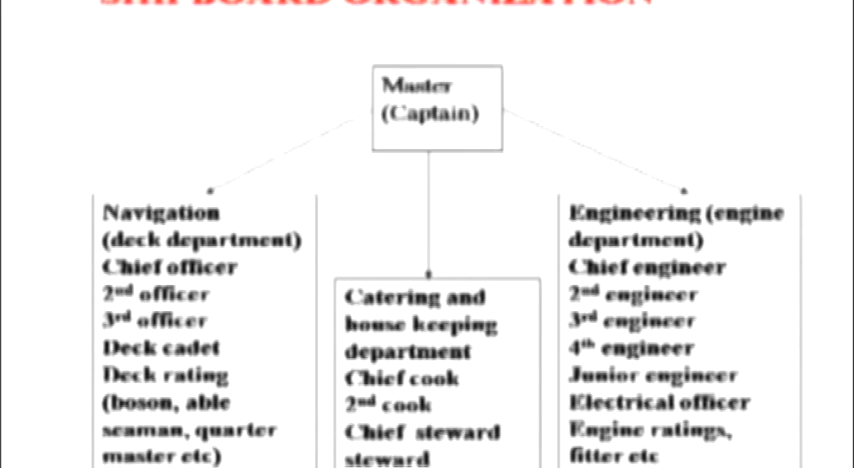 SHIPBOARD ORGANIZATION
Master
(Captain)
Navigation
(deck department)
Chief officer
2nd officer
3rd officer
Deck cadet
Deck rating
(boson, able
seaman, quarter
master etc)
Catering and
house keeping
department
Chief cook
2nd cook
Chief steward
steward
Engineering (engine
department)
Chief engineer
2nd engineer
3rd engineer
4th engineer
Junior engineer
Electrical officer
Engine ratings,
fitter etc